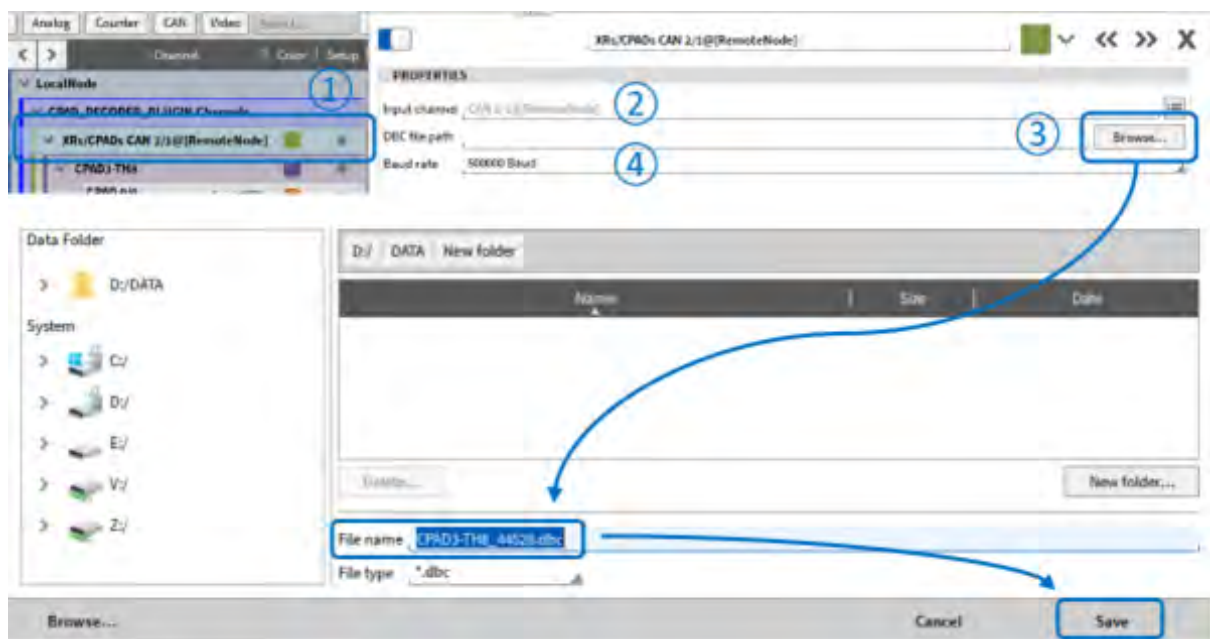 Analog Counter CAN Video
< > Channel Color Setup
LocalNode
CPAD_DECODER_PLUGIN Channels
XRs/CPADs CAN 2/1@[RemoteNode]
CPAD3-TH8
①
XRs/CPADs CAN 2/1@[RemoteNode]
<< >> X
PROPERTIES
Input channel ②
DBC file path ③ Browse...
Baud rate 500000 Baud ④
Data Folder
D:/DATA
System
C:/
D:/
E:/
V:/
Z:/
D:/ DATA New folder
Name Size Date
Delete... New folder...
File name CPAD3-TH8_44628.dbc
File type *.dbc
Browse... Cancel Save